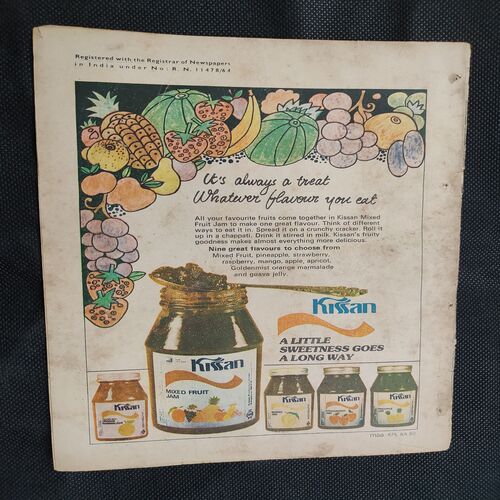 Registered with the Registrar of Newspapers
in India under No: R. N. 11478/64
It's always a treat
Whatever flavour you eat
All your favourite fruits come together in Kissan Mixed
Fruit Jam to make one great flavour. Think of different
ways to eat it in. Spread it on a crunchy cracker. Roll it
up in a chappati. Drink it stirred in milk. Kissan's fruity
goodness makes almost everything more delicious.
Nine great flavours to choose from
Mixed Fruit, pineapple, strawberry,
raspberry, mango, apple, apricot,
Goldenmist orange marmalade
and guava jelly.
Kissan
A LITTLE
SWEETNESS GOES
A LONG WAY
Kissan
MIXED FRUIT
JAM
Kissan
Kissan
Kissan
Kissan